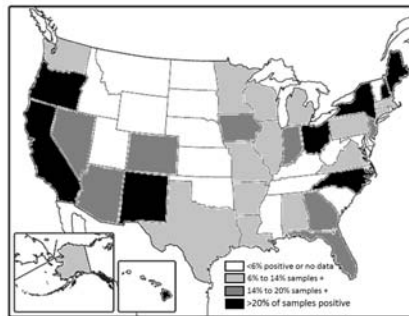 <6% positive or no data
6% to 14% samples +
14% to 20% samples +
>20% of samples positive